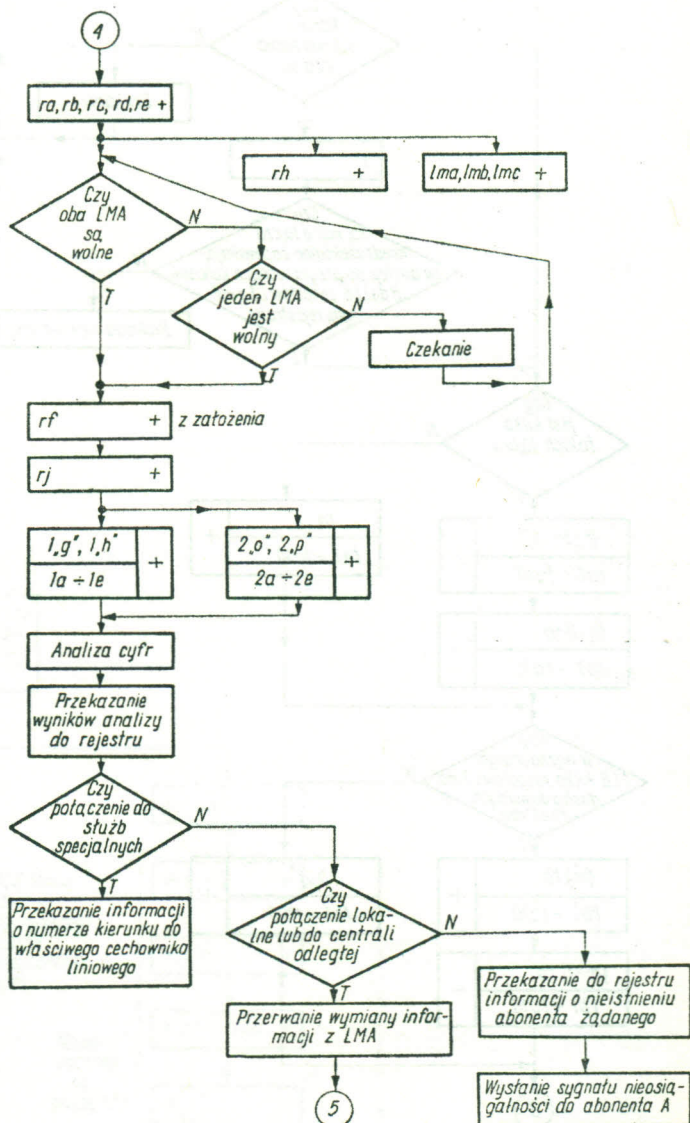 4
ra, rb, rc, rd, re +
rh +
lma, lmb, lmc +
Czy
oba LMA
są
wolne
N
T
Czy
jeden LMA
jest
wolny
N
T
Czekanie
rf +
z założenia
rj +
1„g”, 1„h”
+
1a ÷ 1e
2„o”, 2„p”
+
2a ÷ 2e
Analiza cyfr
Przekazanie
wyników analizy
do rejestru
Czy
połączenie do
służb
specjalnych
N
T
Przekazanie informacji
o numerze kierunku do
właściwego cechownika
liniowego
Czy
połączenie loka-
lne lub do centrali
odległej
N
T
Przerwanie wymiany infor-
macji z LMA
5
Przekazanie do rejestru
informacji o nieistnieniu
abonenta żądanego
Wysłanie sygnału nieosią-
galności do abonenta A